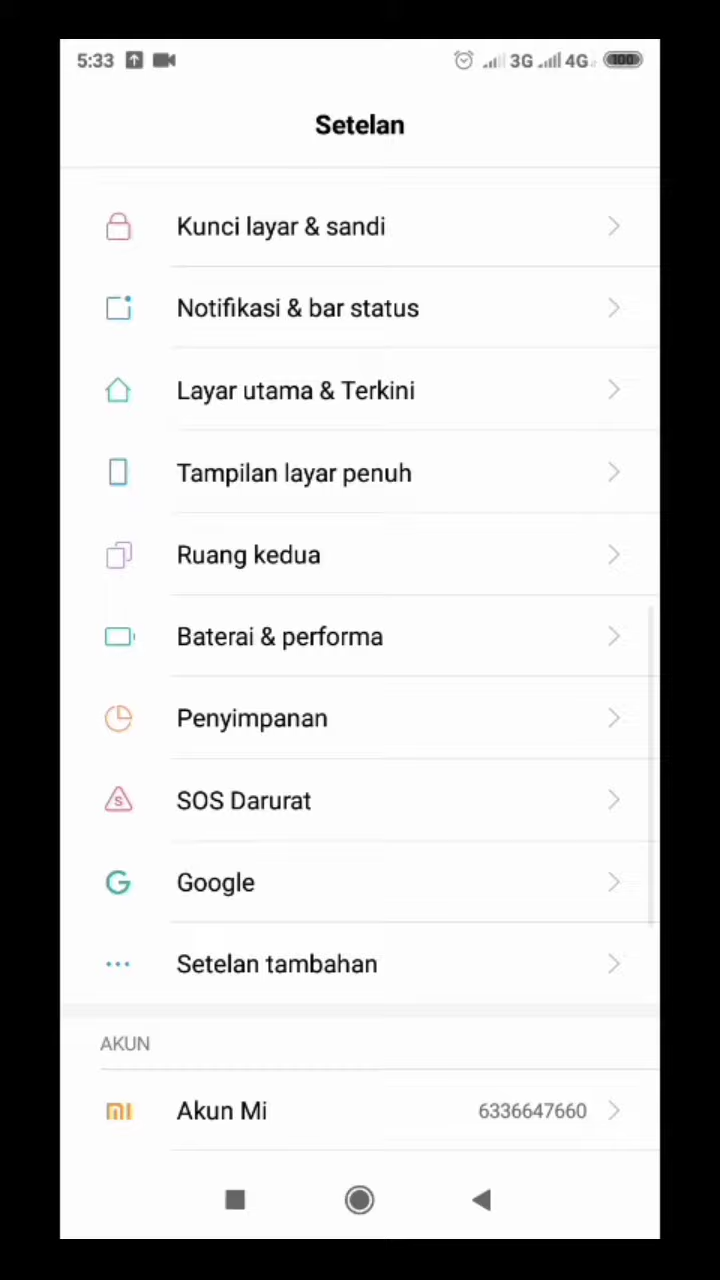 5:33 3G 4G 100
Setelan
Kunci layar & sandi
Notifikasi & bar status
Layar utama & Terkini
Tampilan layar penuh
Ruang kedua
Baterai & performa
Penyimpanan
SOS Darurat
Google
Setelan tambahan
AKUN
Akun Mi 6336647660